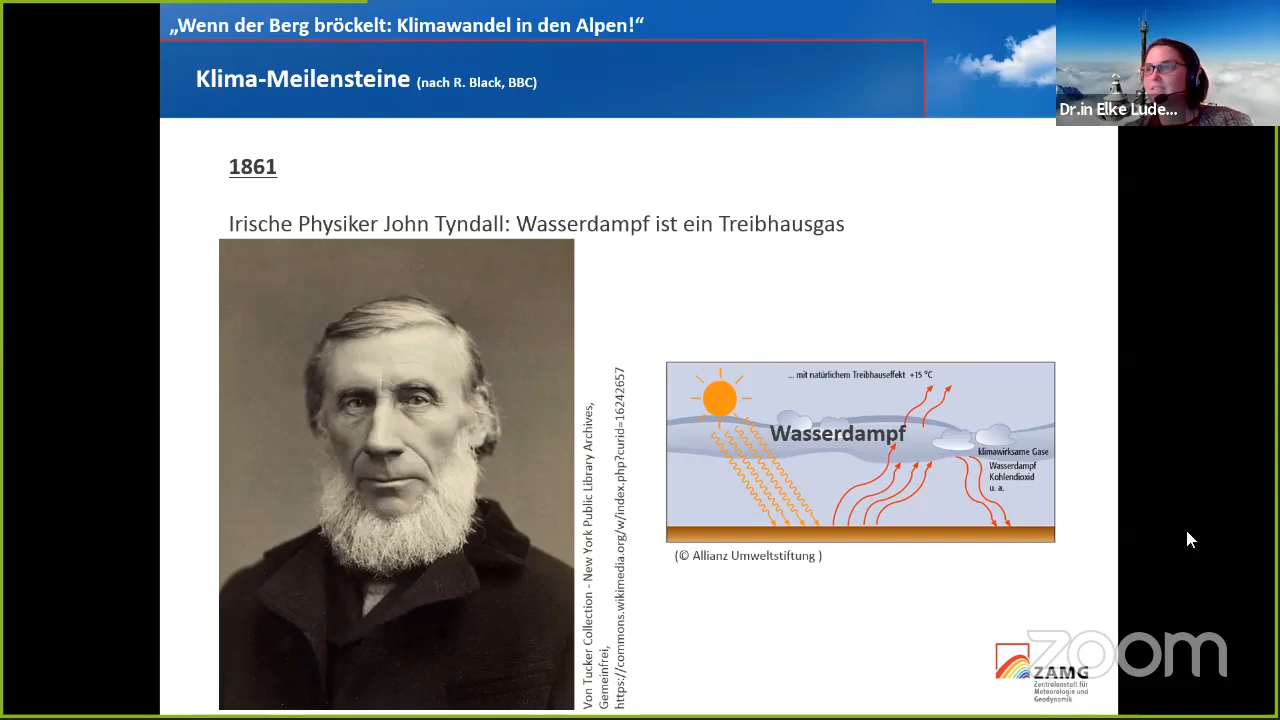 „Wenn der Berg bröckelt: Klimawandel in den Alpen!“
Klima-Meilensteine (nach R. Black, BBC)
Dr.in Elke Lude...
1861
Irische Physiker John Tyndall: Wasserdampf ist ein Treibhausgas
Von Tucker Collection - New York Public Library Archives,
Gemeinfrei,
https://commons.wikimedia.org/w/index.php?curid=16242657
... mit natürlichem Treibhauseffekt +15 °C
Wasserdampf
klimawirksame Gase
Wasserdampf
Kohlendioxid
u. a.
(© Allianz Umweltstiftung )
zoom
ZAMG
Zentralanstalt für
Meteorologie und
Geodynamik